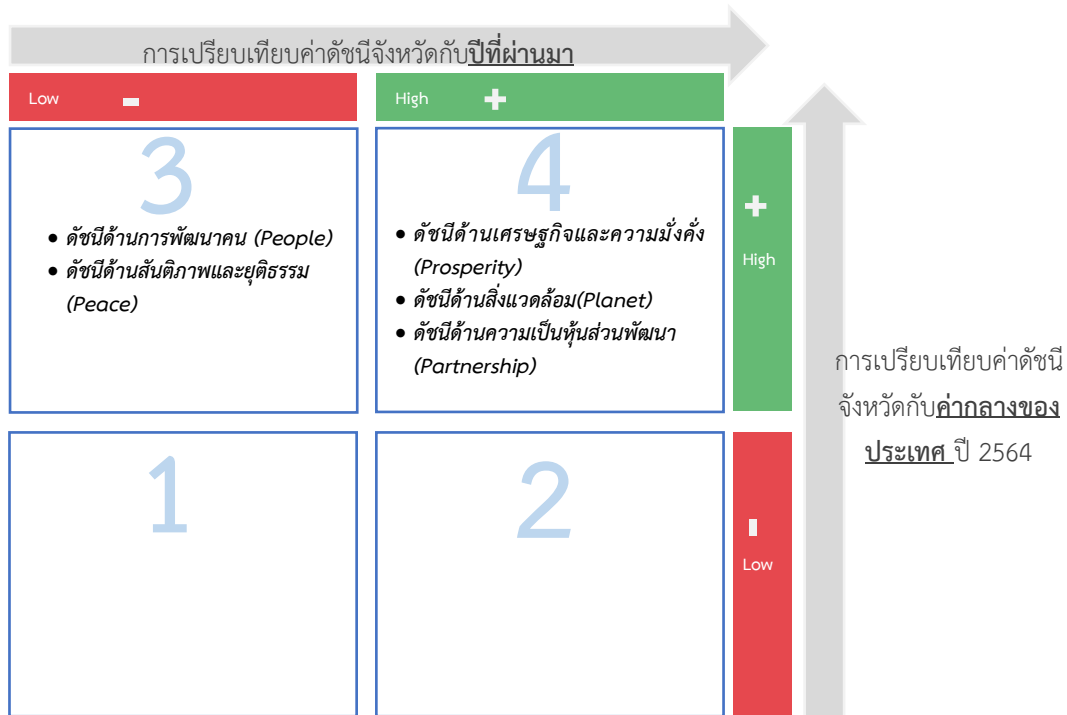 การเปรียบเทียบค่าดัชนีจังหวัดกับปีที่ผ่านมา
Low -
High +
3
• ดัชนีด้านการพัฒนาคน (People)
• ดัชนีด้านสันติภาพและยุติธรรม
(Peace)
4
• ดัชนีด้านเศรษฐกิจและความมั่งคั่ง
(Prosperity)
• ดัชนีด้านสิ่งแวดล้อม(Planet)
• ดัชนีด้านความเป็นหุ้นส่วนพัฒนา
(Partnership)
+
High
การเปรียบเทียบค่าดัชนี
จังหวัดกับค่ากลางของ
ประเทศ ปี 2564
1
2
-
Low